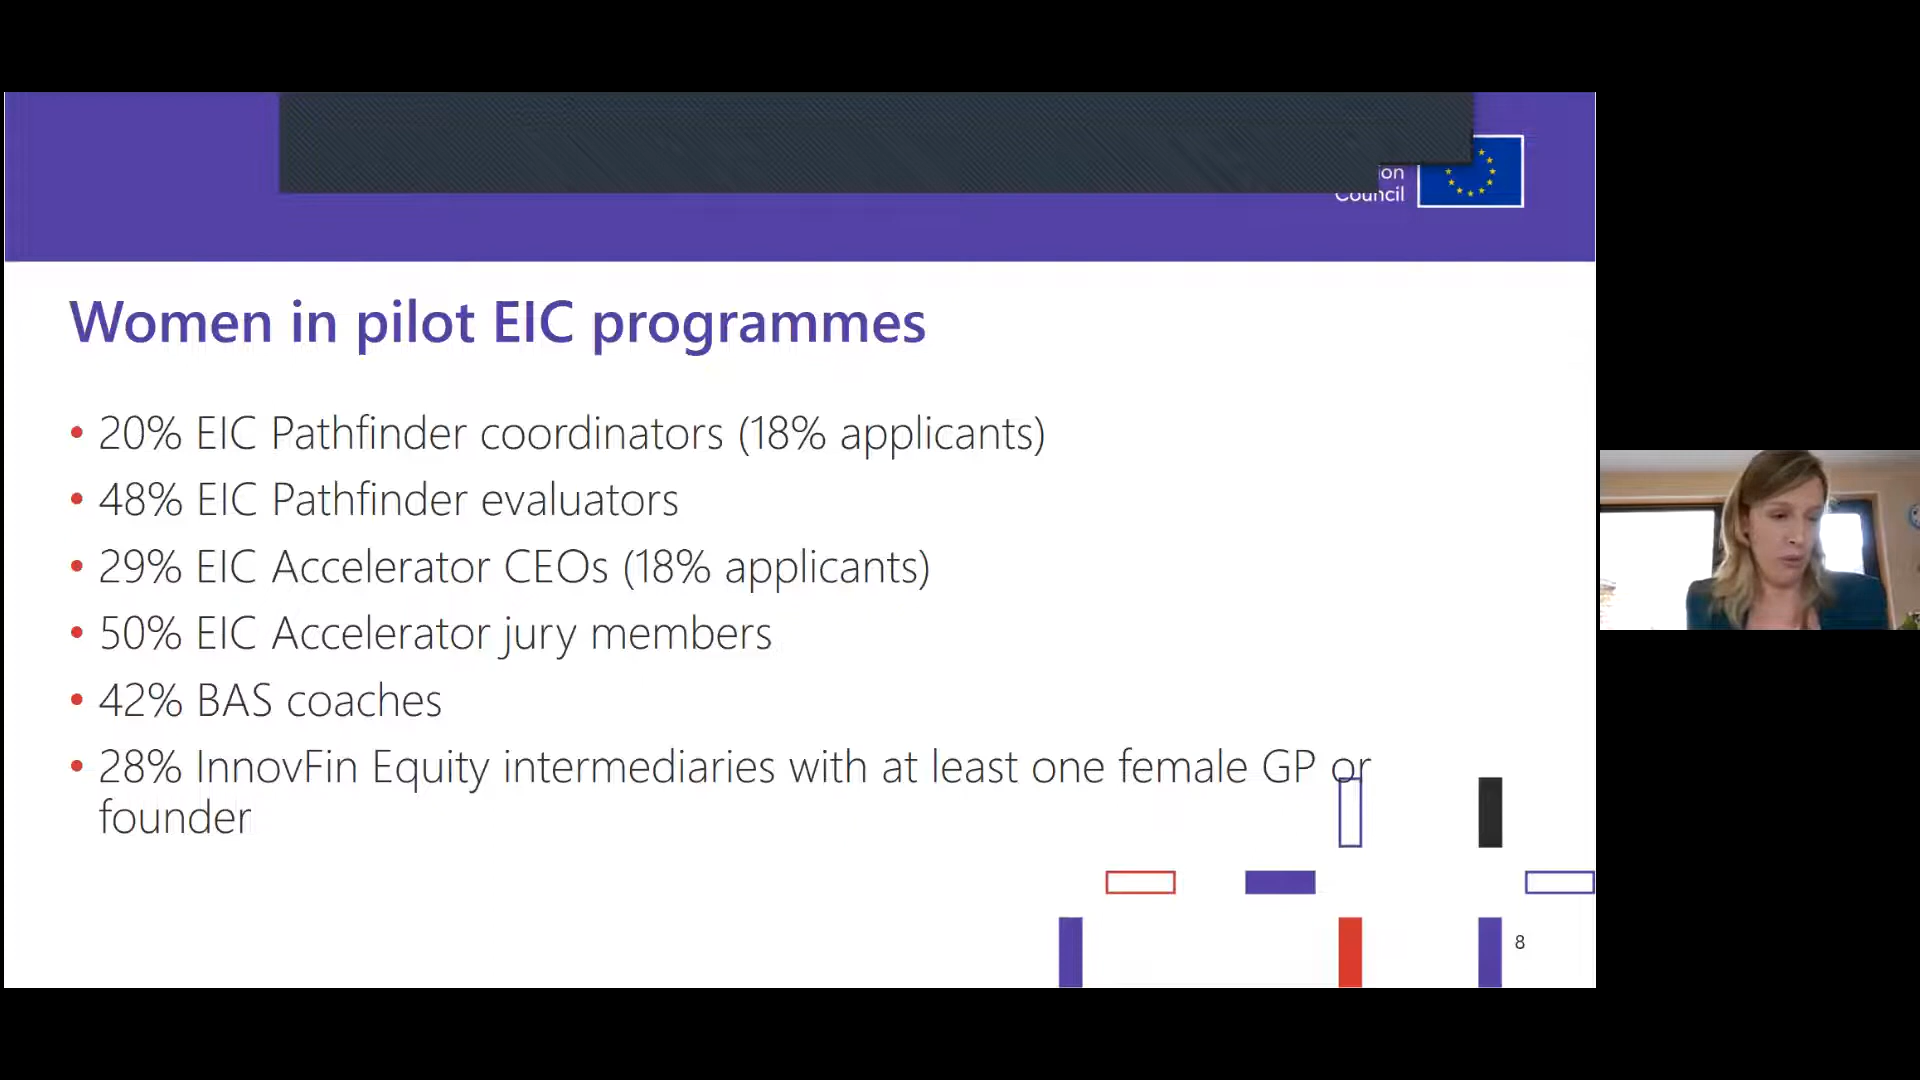 Council
Women in pilot EIC programmes
• 20% EIC Pathfinder coordinators (18% applicants)
• 48% EIC Pathfinder evaluators
• 29% EIC Accelerator CEOs (18% applicants)
• 50% EIC Accelerator jury members
• 42% BAS coaches
• 28% InnovFin Equity intermediaries with at least one female GP or
founder
8